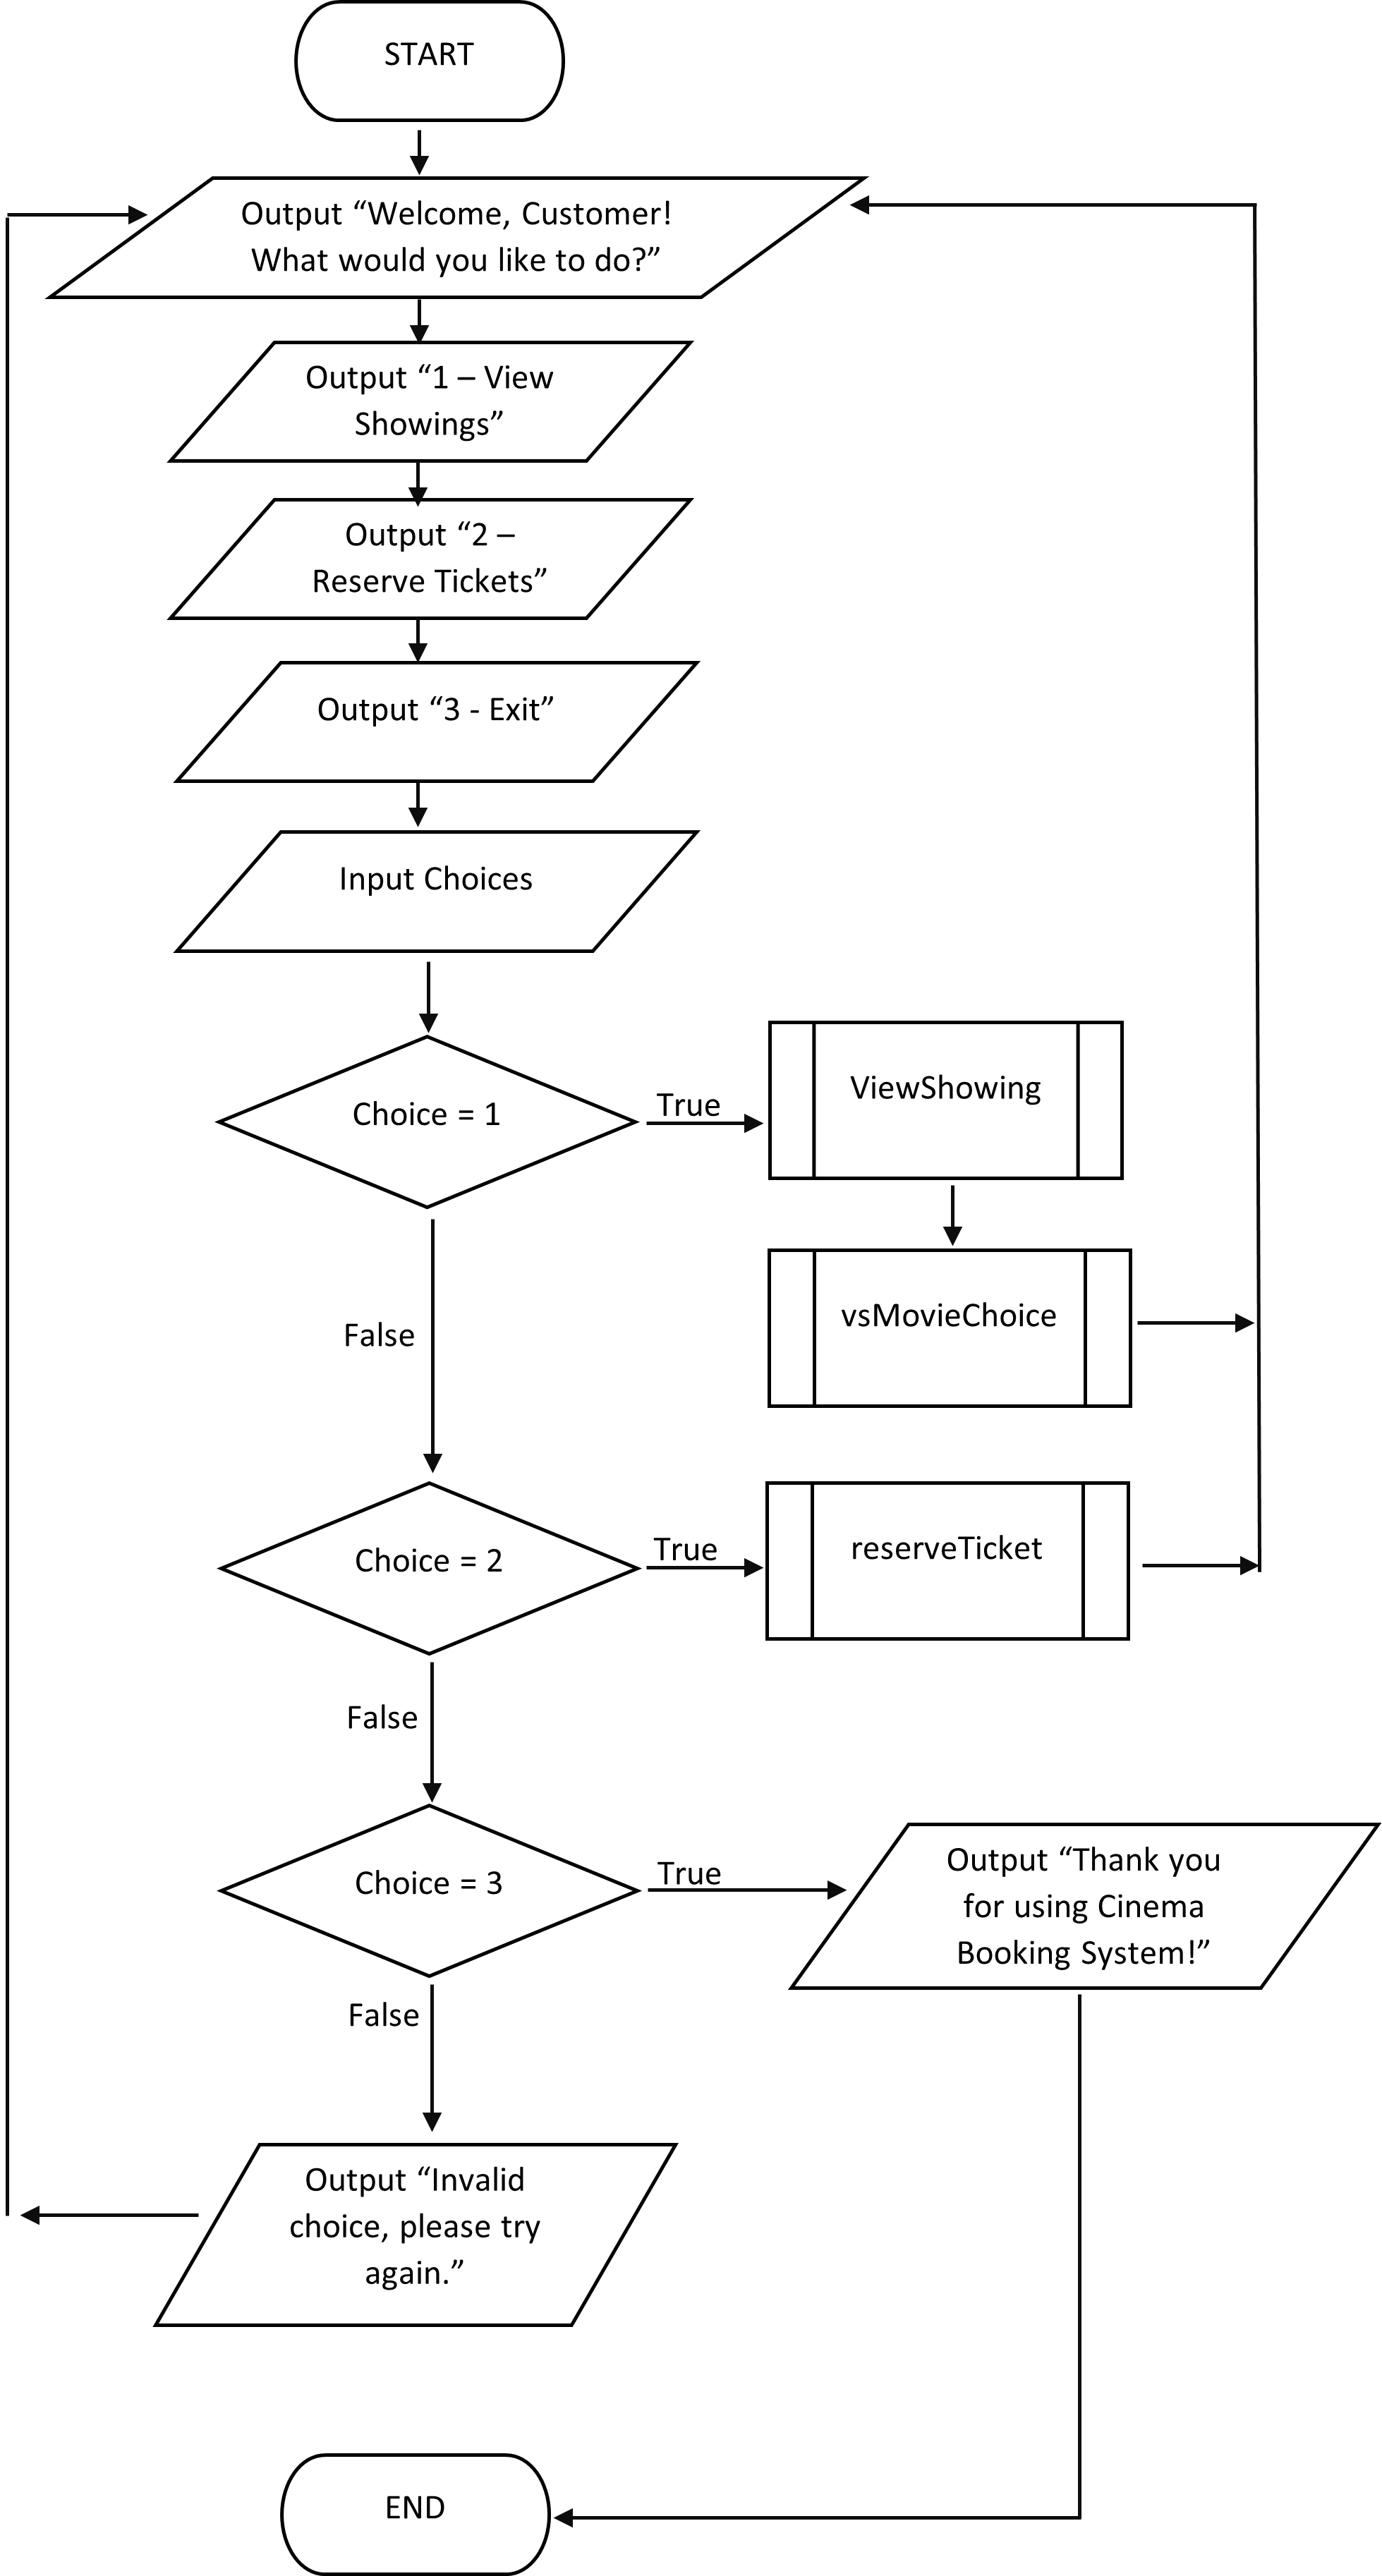 START
Output “Welcome, Customer!
What would you like to do?”
Output “1 – View
Showings”
Output “2 –
Reserve Tickets”
Output “3 - Exit”
Input Choices
Choice = 1
True
ViewShowing
vsMovieChoice
False
Choice = 2
True
reserveTicket
False
Choice = 3
True
Output “Thank you
for using Cinema
Booking System!”
False
Output “Invalid
choice, please try
again.”
END